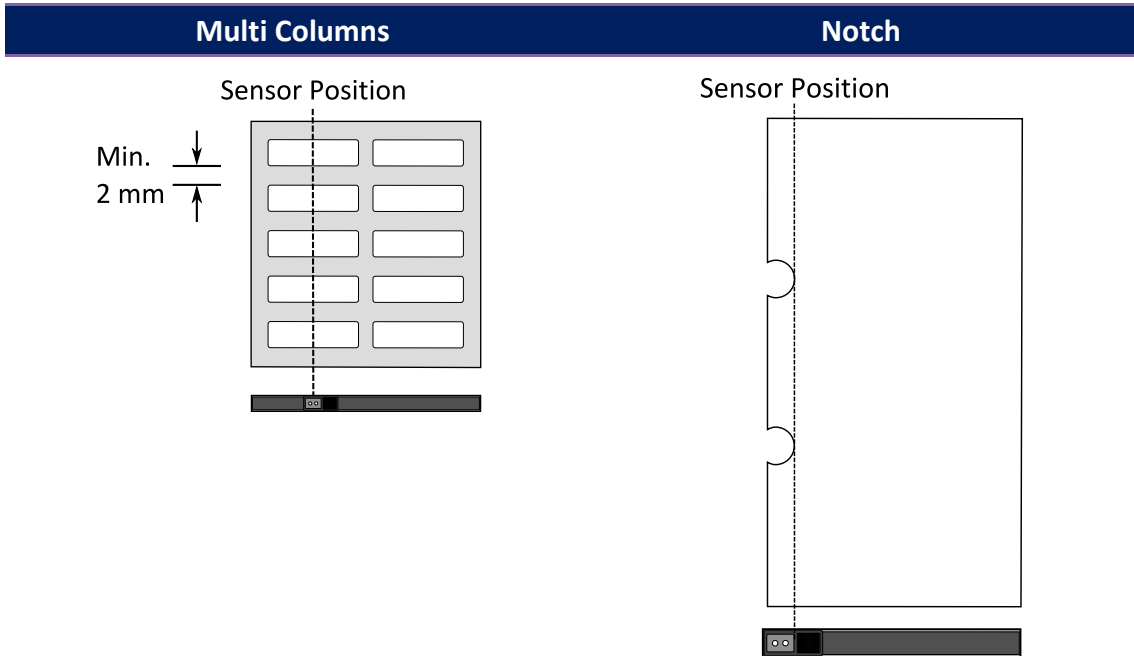 Multi Columns
Notch
Sensor Position
Sensor Position
Min.
2 mm